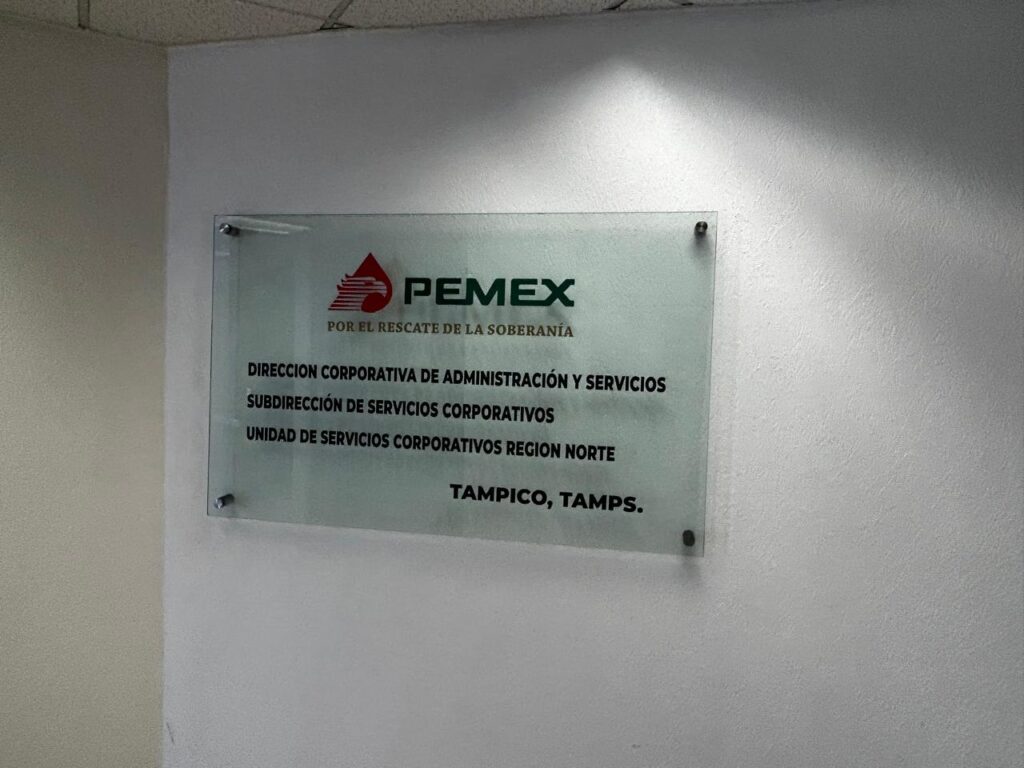 PEMEX
POR EL RESCATE DE LA SOBERANÍA
DIRECCION CORPORATIVA DE ADMINISTRACIÓN Y SERVICIOS
SUBDIRECCIÓN DE SERVICIOS CORPORATIVOS
UNIDAD DE SERVICIOS CORPORATIVOS REGION NORTE
TAMPICO, TAMPS.